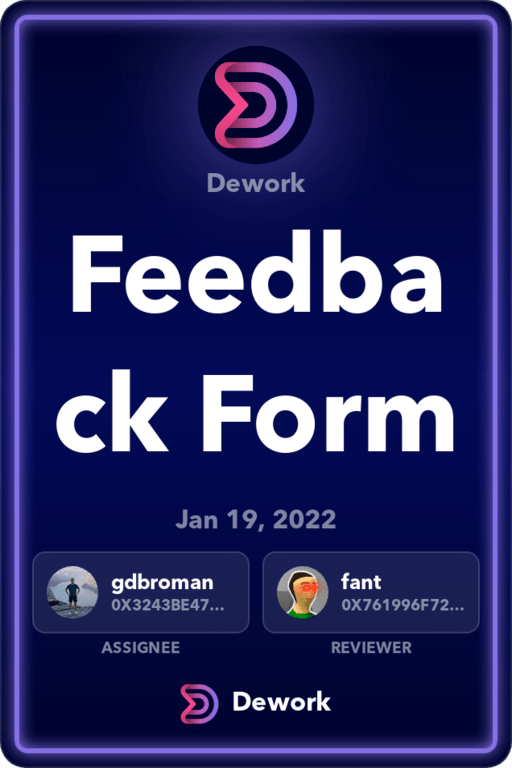 Dework
Feedba
ck Form
Jan 19, 2022
gdbroman
0X3243BE47...
ASSIGNEE
fant
0X761996F72...
REVIEWER
Dework